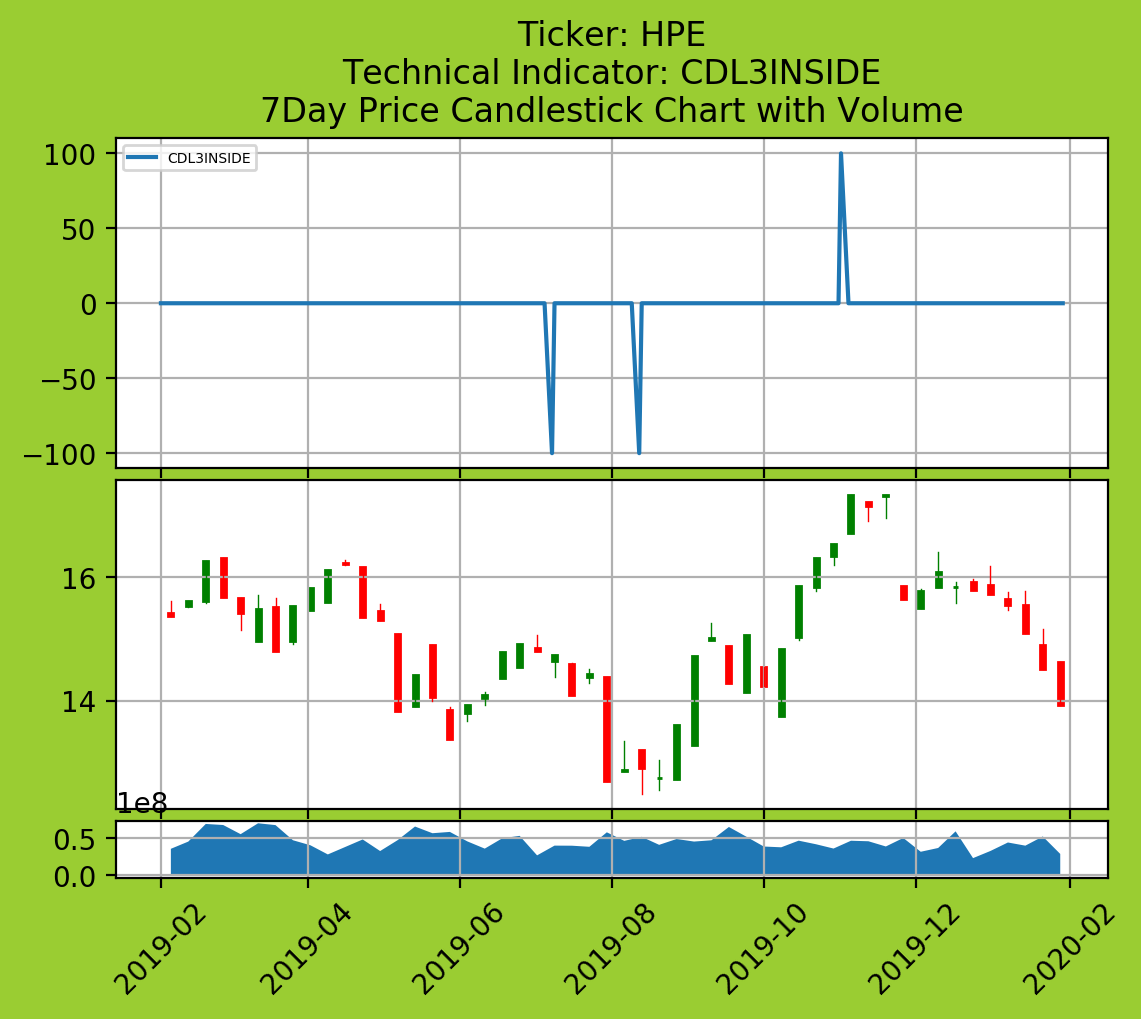 Ticker: HPE
Technical Indicator: CDL3INSIDE
7Day Price Candlestick Chart with Volume
100
CDL3INSIDE
50
0
−50
−100
16
14
1e8
0.5
0.0
2019-02 2019-04 2019-06 2019-08 2019-10 2019-12 2020-02